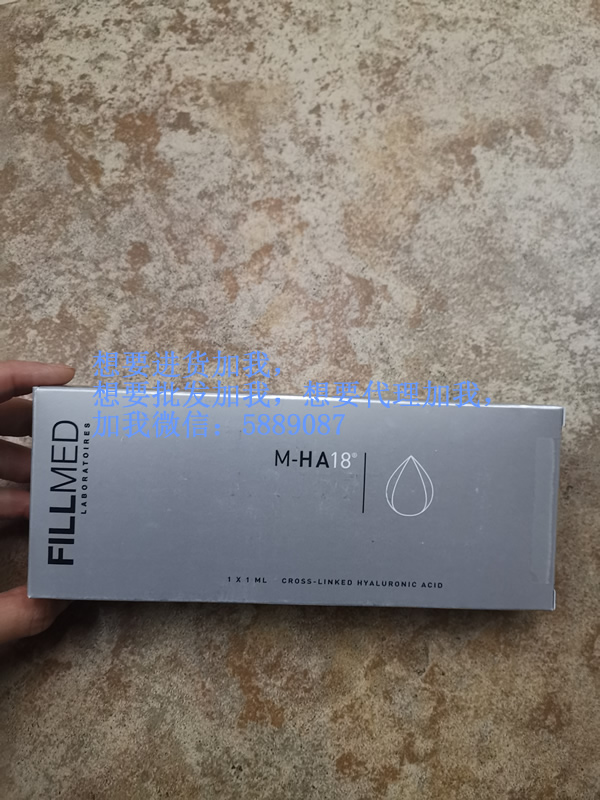 想要进货加我，
想要批发加我，想要代理加我，
加我微信：5889087
FILLMED
LABORATOIRES
M-HA18®
1 X 1 ML CROSS-LINKED HYALURONIC ACID